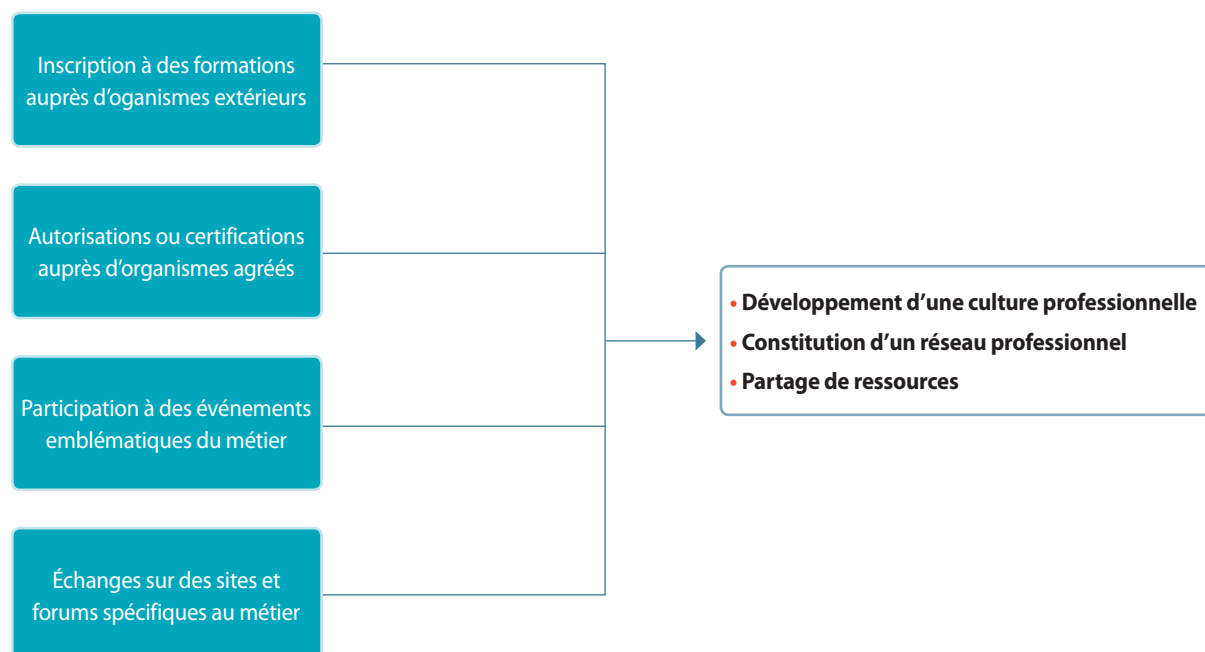 Inscription à des formations
auprès d'oganismes extérieurs
Autorisations ou certifications
auprès d'organismes agréés
Participation à des événements
emblématiques du métier
Échanges sur des sites et
forums spécifiques au métier
• Développement d'une culture professionnelle
• Constitution d'un réseau professionnel
• Partage de ressources